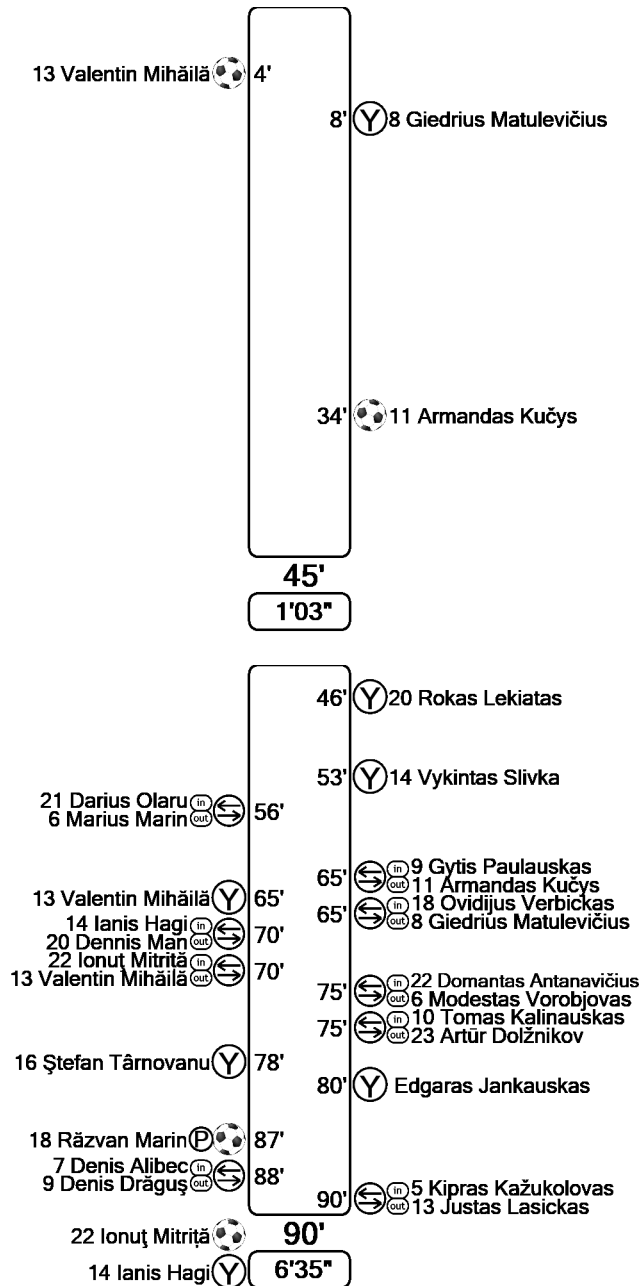 13 Valentin Mihăilă 4'
8' Y 8 Giedrius Matulevičius
34' 11 Armandas Kučys
45'
1'03"
46' Y 20 Rokas Lekiatas
53' Y 14 Vykintas Slivka
21 Darius Olaru in
6 Marius Marin out
56'
65'
in 9 Gytis Paulauskas
out 11 Armandas Kučys
13 Valentin Mihăilă Y 65'
65'
in 18 Ovidijus Verbickas
out 8 Giedrius Matulevičius
14 Ianis Hagi in
20 Dennis Man out
70'
22 Ionuţ Mitriță in
13 Valentin Mihăilă out
70'
75'
in 22 Domantas Antanavičius
out 6 Modestas Vorobjovas
75'
in 10 Tomas Kalinauskas
out 23 Artūr Dolžnikov
16 Ştefan Târnovanu Y 78'
80' Y Edgaras Jankauskas
18 Răzvan Marin P 87'
7 Denis Alibec in
9 Denis Drăguş out
88'
90'
in 5 Kipras Kažukolovas
out 13 Justas Lasickas
22 Ionuţ Mitriță 90'
14 Ianis Hagi Y 6'35"